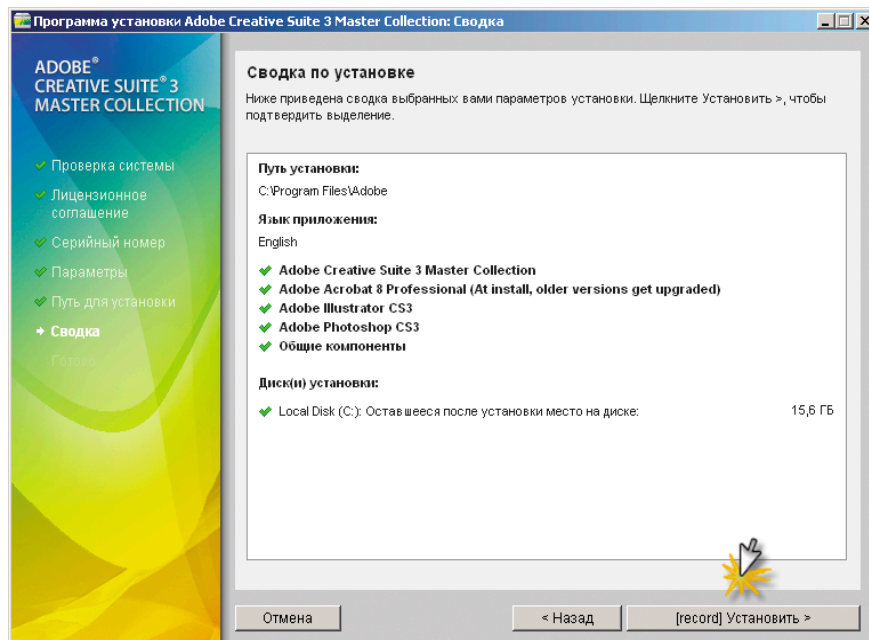 Программа установки Adobe Creative Suite 3 Master Collection: Сводка
ADOBE®
CREATIVE SUITE® 3
MASTER COLLECTION
Проверка системы
Лицензионное
соглашение
Серийный номер
Параметры
Путь для установки
Сводка
Готово
Сводка по установке
Ниже приведена сводка выбранных вами параметров установки. Щелкните Установить >, чтобы
подтвердить выделение.
Путь установки:
C:\Program Files\Adobe
Язык приложения:
English
Adobe Creative Suite 3 Master Collection
Adobe Acrobat 8 Professional (At install, older versions get upgraded)
Adobe Illustrator CS3
Adobe Photoshop CS3
Общие компоненты
Диск(и) установки:
Local Disk (C:): Оставшееся после установки место на диске: 15,6 ГБ
Отмена
< Назад
[record] Установить >